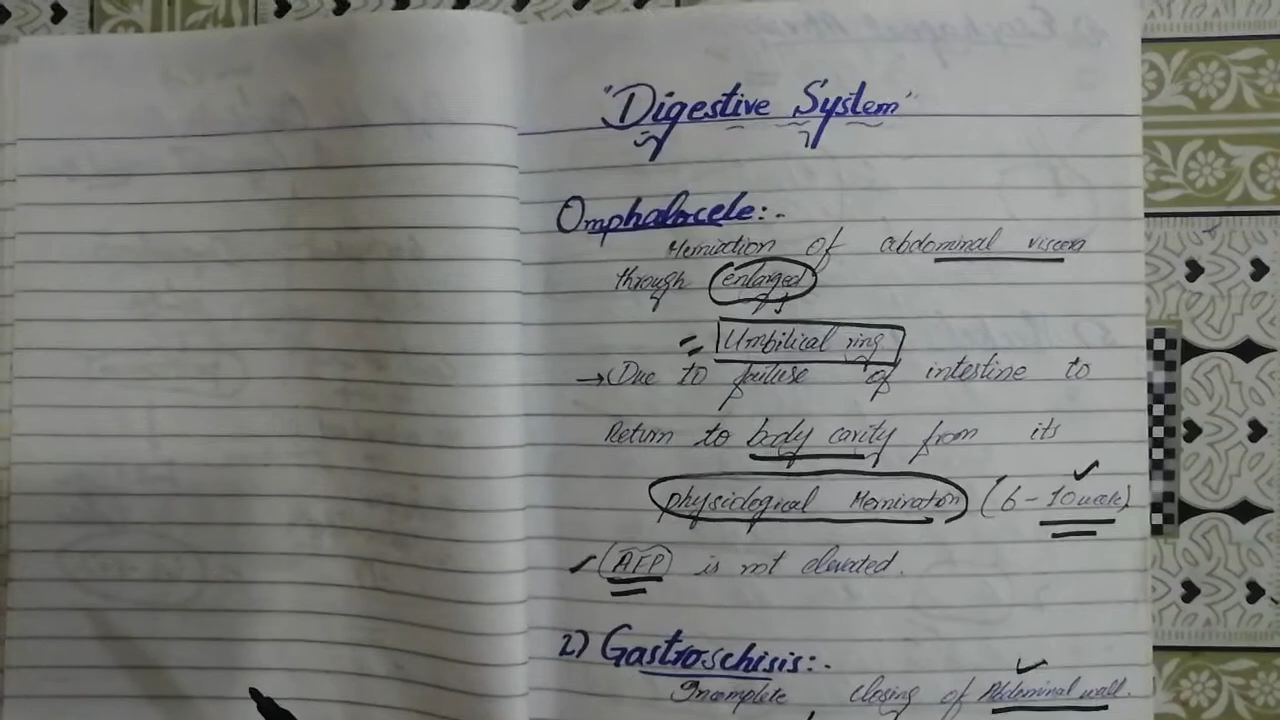 "Digestive System"
Omphalocele:-
Herniation of abdominal viscera
through enlarged
= Umbilical ring
→ Due to failure of intestine to
Return to body cavity from its
physiological Herniration (6-10 week)
✓ (AFP) is not elevated.
2) Gastroschisis:-
Incomplete closing of Abdominal wall.